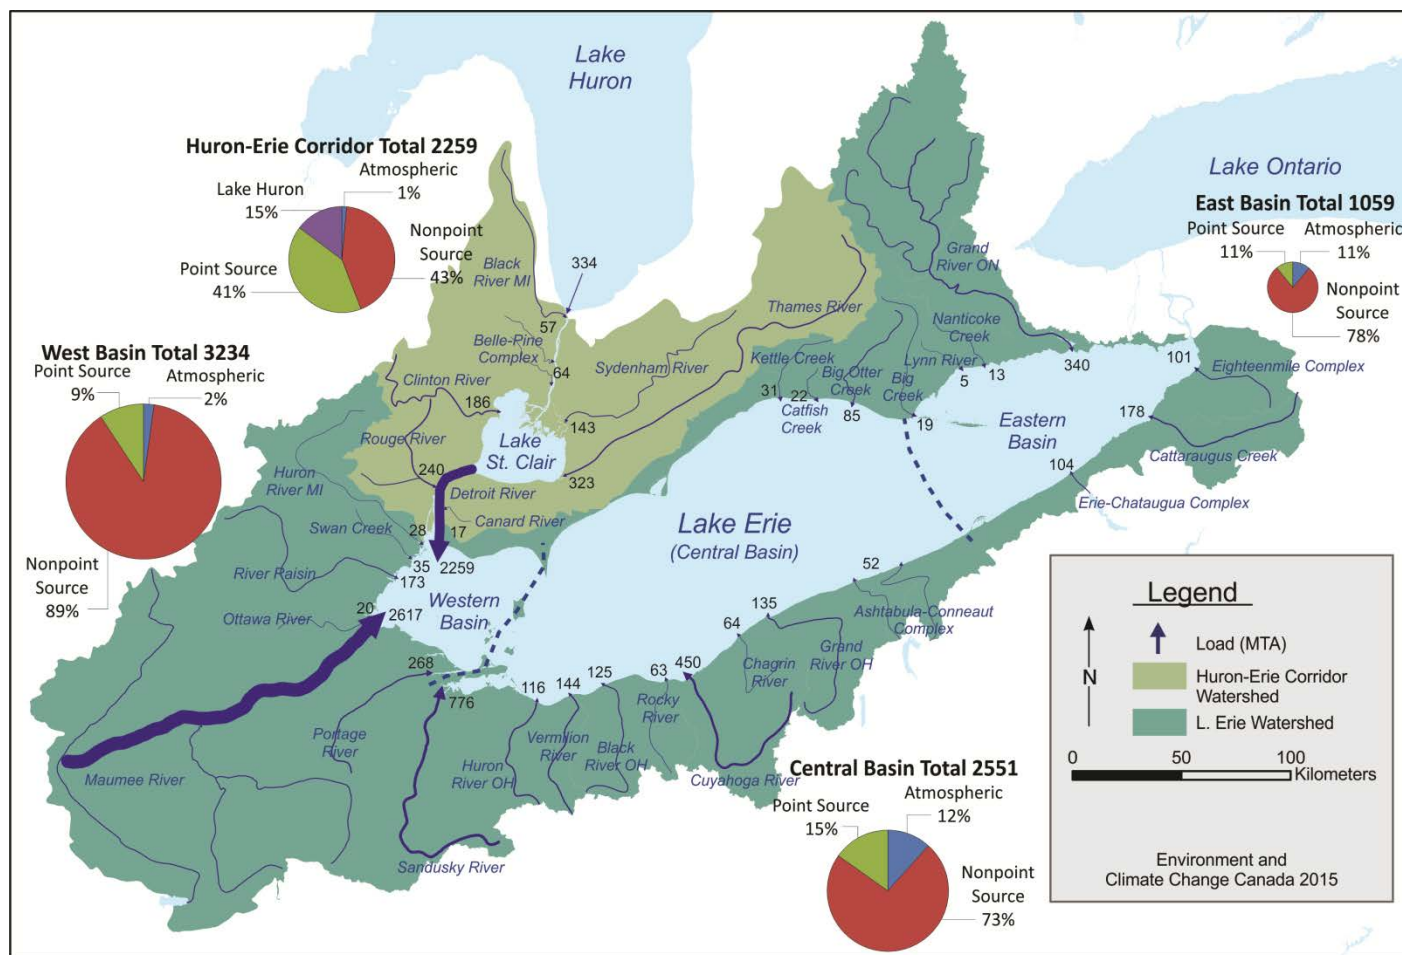 Lake
Huron
Lake Ontario
Huron-Erie Corridor Total 2259
Atmospheric
1%
Lake Huron
15%
Nonpoint
Source
43%
Point Source
41%
East Basin Total 1059
Point Source
11%
Atmospheric
11%
Nonpoint
Source
78%
West Basin Total 3234
Point Source
9%
Atmospheric
2%
Nonpoint
Source
89%
Black
River MI
334
57
Belle-Pine
Complex
64
Clinton River
186
Sydenham River
143
Thames River
323
Rouge River
240
Lake
St. Clair
Detroit River
Canard River
17
Huron
River MI
Swan Creek
28
35
2259
River Raisin
173
Ottawa River
20
2617
Western
Basin
Maumee River
Portage
River
268
776
Sandusky River
Grand
River ON
Nanticoke
Creek
Lynn River
5
13
340
Kettle Creek
31
22
Catfish
Creek
Big Otter
Creek
85
Big
Creek
19
101
Eighteenmile Complex
Eastern
Basin
178
Cattaraugus Creek
104
Erie-Chataugua Complex
Lake Erie
(Central Basin)
52
Ashtabula-Conneaut
Complex
135
Grand
River OH
64
Chagrin
River
450
Cuyahoga River
63
Rocky
River
125
Black
River OH
144
Vermilion
River
116
Huron
River OH
Central Basin Total 2551
Point Source
15%
Atmospheric
12%
Nonpoint
Source
73%
Legend
Load (MTA)
Huron-Erie Corridor
Watershed
L. Erie Watershed
N
0 50 100
Kilometers
Environment and
Climate Change Canada 2015